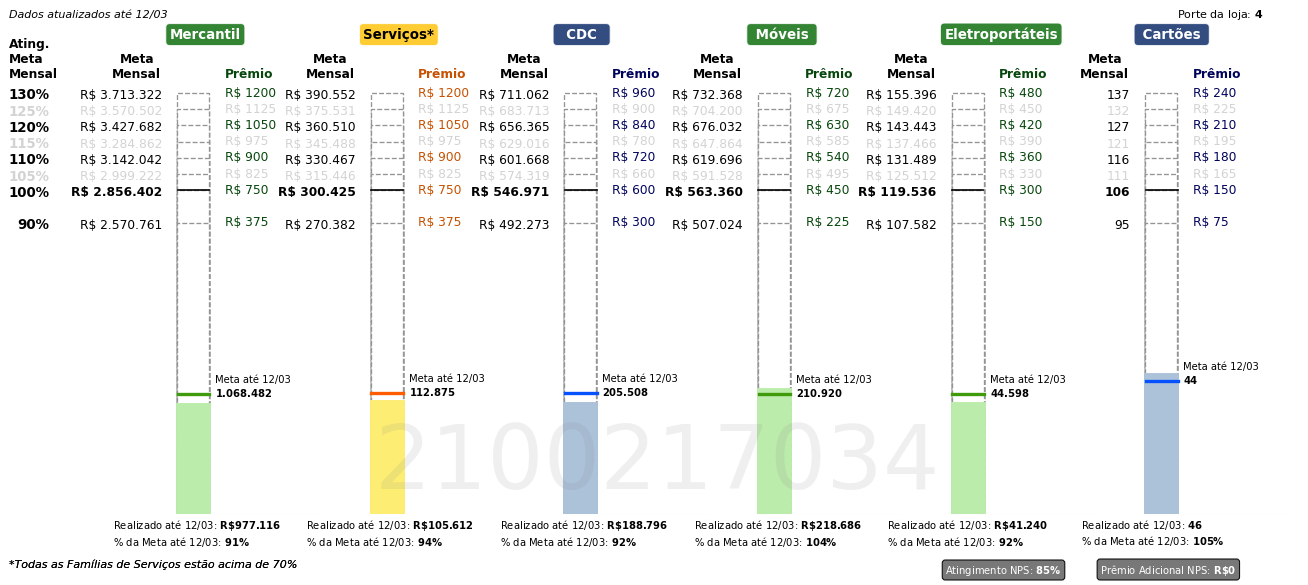 Dados atualizados até 12/03 Porte da loja: 4
Mercantil Serviços* CDC Móveis Eletroportáteis Cartões
Ating. Meta Mensal Meta Mensal Prêmio Meta Mensal Prêmio Meta Mensal Prêmio Meta Mensal Prêmio Meta Mensal Prêmio Meta Mensal Prêmio
130% R$ 3.713.322 R$ 1200 R$ 390.552 R$ 1200 R$ 711.062 R$ 960 R$ 732.368 R$ 720 R$ 155.396 R$ 480 137 R$ 240
125% R$ 3.570.502 R$ 1125 R$ 375.531 R$ 1125 R$ 683.713 R$ 900 R$ 704.200 R$ 675 R$ 149.420 R$ 450 132 R$ 225
120% R$ 3.427.682 R$ 1050 R$ 360.510 R$ 1050 R$ 656.365 R$ 840 R$ 676.032 R$ 630 R$ 143.443 R$ 420 127 R$ 210
115% R$ 3.284.862 R$ 975 R$ 345.488 R$ 975 R$ 629.016 R$ 780 R$ 647.864 R$ 585 R$ 137.466 R$ 390 121 R$ 195
110% R$ 3.142.042 R$ 900 R$ 330.467 R$ 900 R$ 601.668 R$ 720 R$ 619.696 R$ 540 R$ 131.489 R$ 360 116 R$ 180
105% R$ 2.999.222 R$ 825 R$ 315.446 R$ 825 R$ 574.319 R$ 660 R$ 591.528 R$ 495 R$ 125.512 R$ 330 111 R$ 165
100% R$ 2.856.402 R$ 750 R$ 300.425 R$ 750 R$ 546.971 R$ 600 R$ 563.360 R$ 450 R$ 119.536 R$ 300 106 R$ 150
90% R$ 2.570.761 R$ 375 R$ 270.382 R$ 375 R$ 492.273 R$ 300 R$ 507.024 R$ 225 R$ 107.582 R$ 150 95 R$ 75
Meta até 12/03 Meta até 12/03 Meta até 12/03 Meta até 12/03 Meta até 12/03 Meta até 12/03
1.068.482 112.875 205.508 210.920 44.598 44
2100217034
Realizado até 12/03: R$977.116 Realizado até 12/03: R$105.612 Realizado até 12/03: R$188.796 Realizado até 12/03: R$218.686 Realizado até 12/03: R$41.240 Realizado até 12/03: 46
% da Meta até 12/03: 91% % da Meta até 12/03: 94% % da Meta até 12/03: 92% % da Meta até 12/03: 104% % da Meta até 12/03: 92% % da Meta até 12/03: 105%
*Todas as Famílias de Serviços estão acima de 70% Atingimento NPS: 85% Prêmio Adicional NPS: R$0